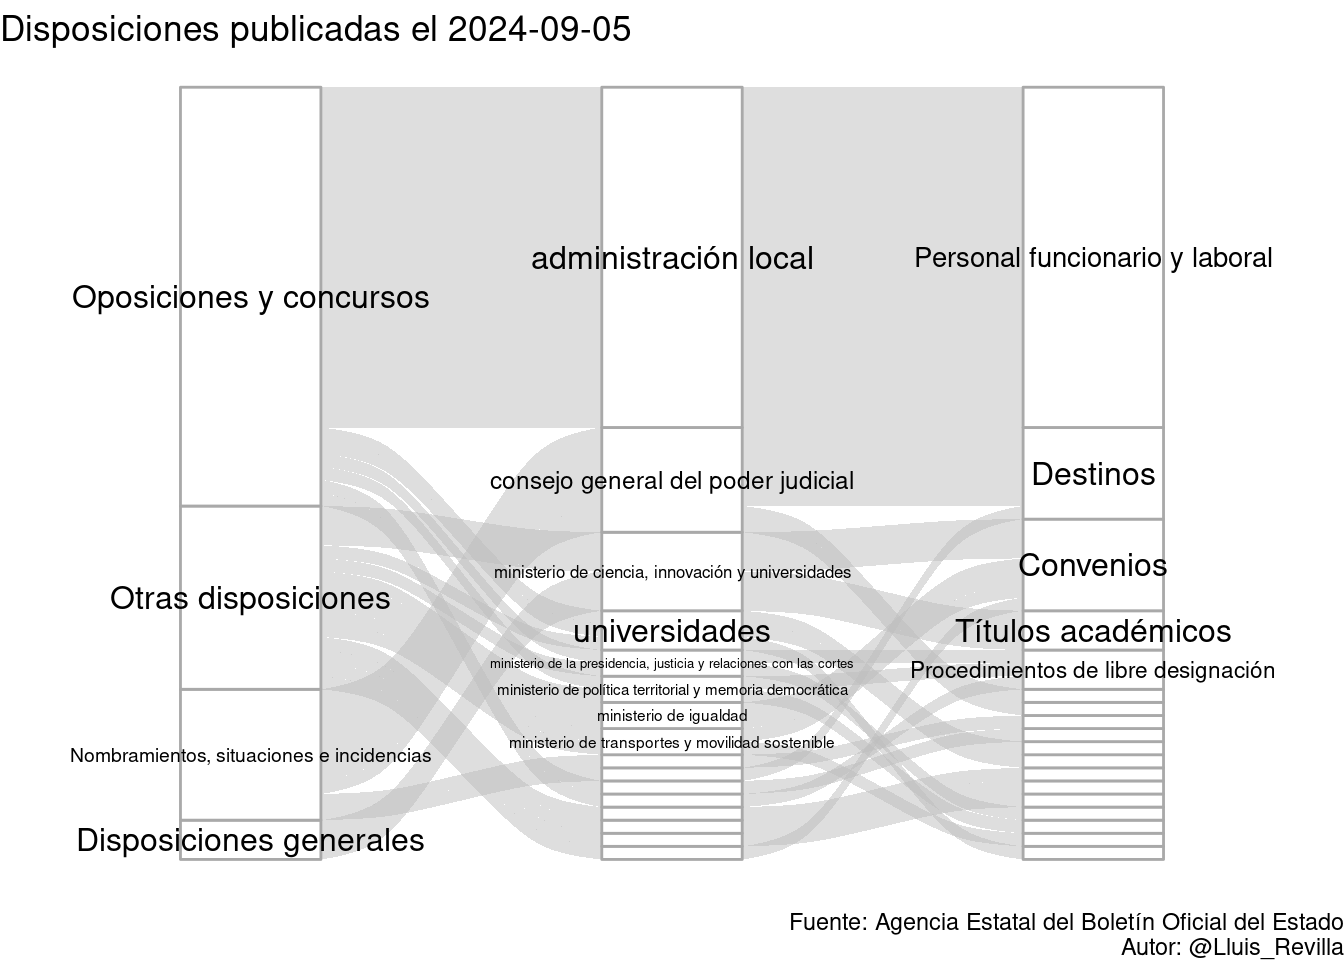 Disposiciones publicadas el 2024-09-05
Oposiciones y concursos
Otras disposiciones
Nombramientos, situaciones e incidencias
Disposiciones generales
administración local
consejo general del poder judicial
ministerio de ciencia, innovación y universidades
universidades
ministerio de la presidencia, justicia y relaciones con las cortes
ministerio de política territorial y memoria democrática
ministerio de igualdad
ministerio de transportes y movilidad sostenible
Personal funcionario y laboral
Destinos
Convenios
Títulos académicos
Procedimientos de libre designación
Fuente: Agencia Estatal del Boletín Oficial del Estado
Autor: @Lluis_Revilla